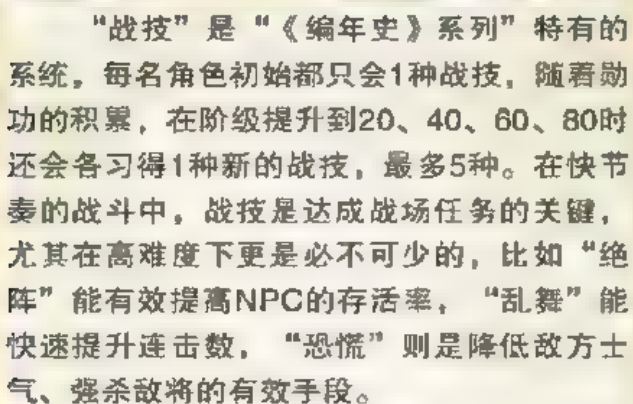 “战技”是“《编年史》系列”特有的
系统。每名角色初始都只会1种战技，随着勋
功的积累，在阶级提升到20、40、60、80时
还会各习得1种新的战技，最多5种。在快节
奏的战斗中，战技是达成战场任务的关键，
尤其在高难度下更是必不可少的，比如“绝
阵”能有效提高NPC的存活率，“乱舞”能
快速提升连击数，“恐慌”则是降低敌方士
气、强杀敌将的有效手段。